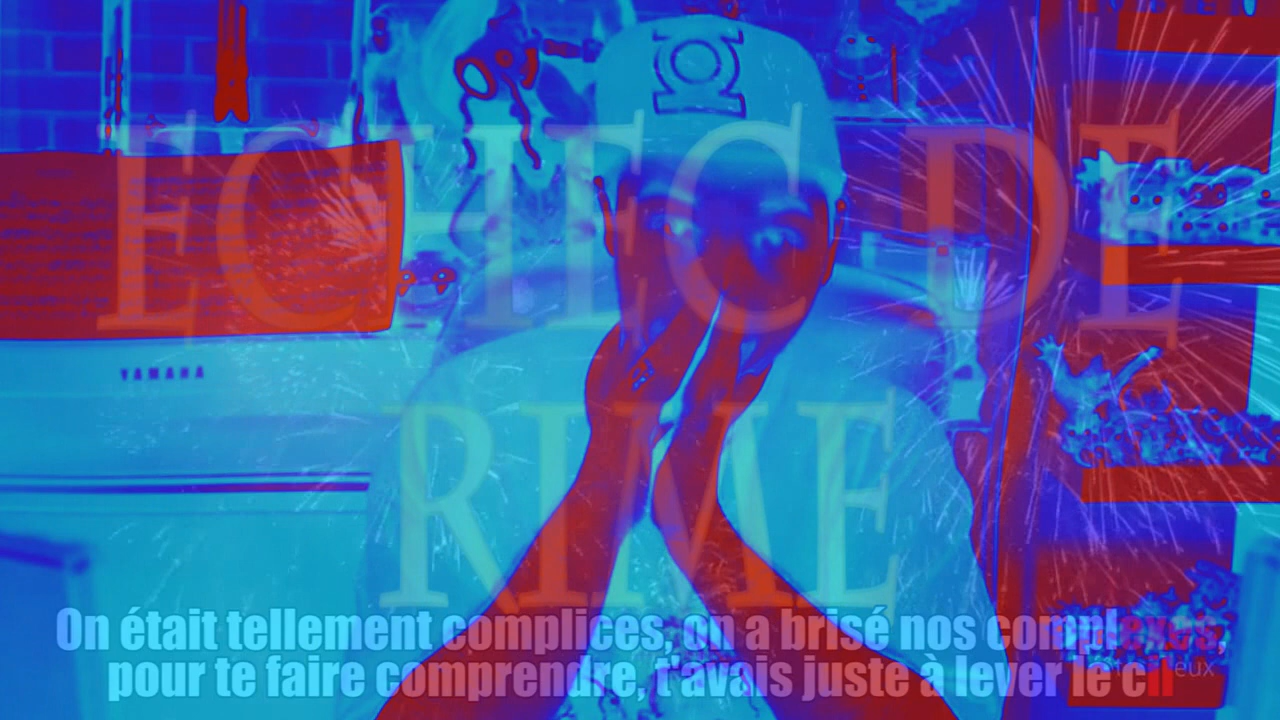 ECHEC DE
RIME
YAMAHA
On était tellement complices, on a brisé nos complexes,
pour te faire comprendre, t'avais juste à lever le cil